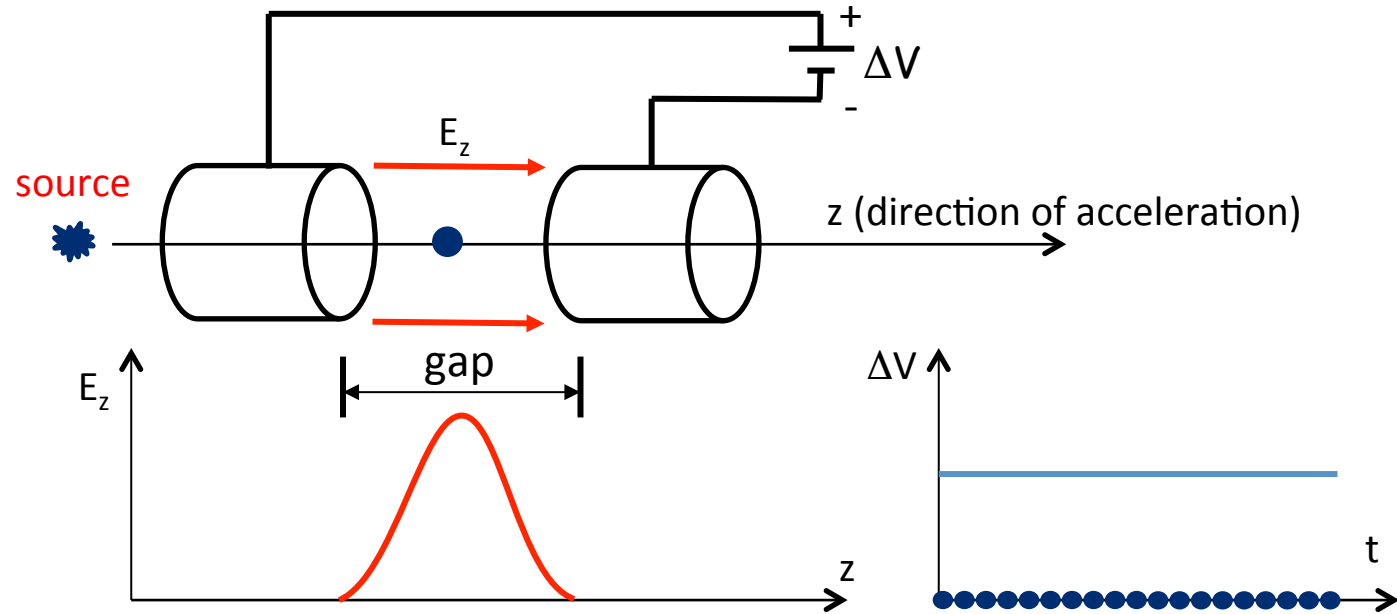 +
ΔV
-
E_z
source
z (direction of acceleration)
gap
E_z
z
ΔV
t